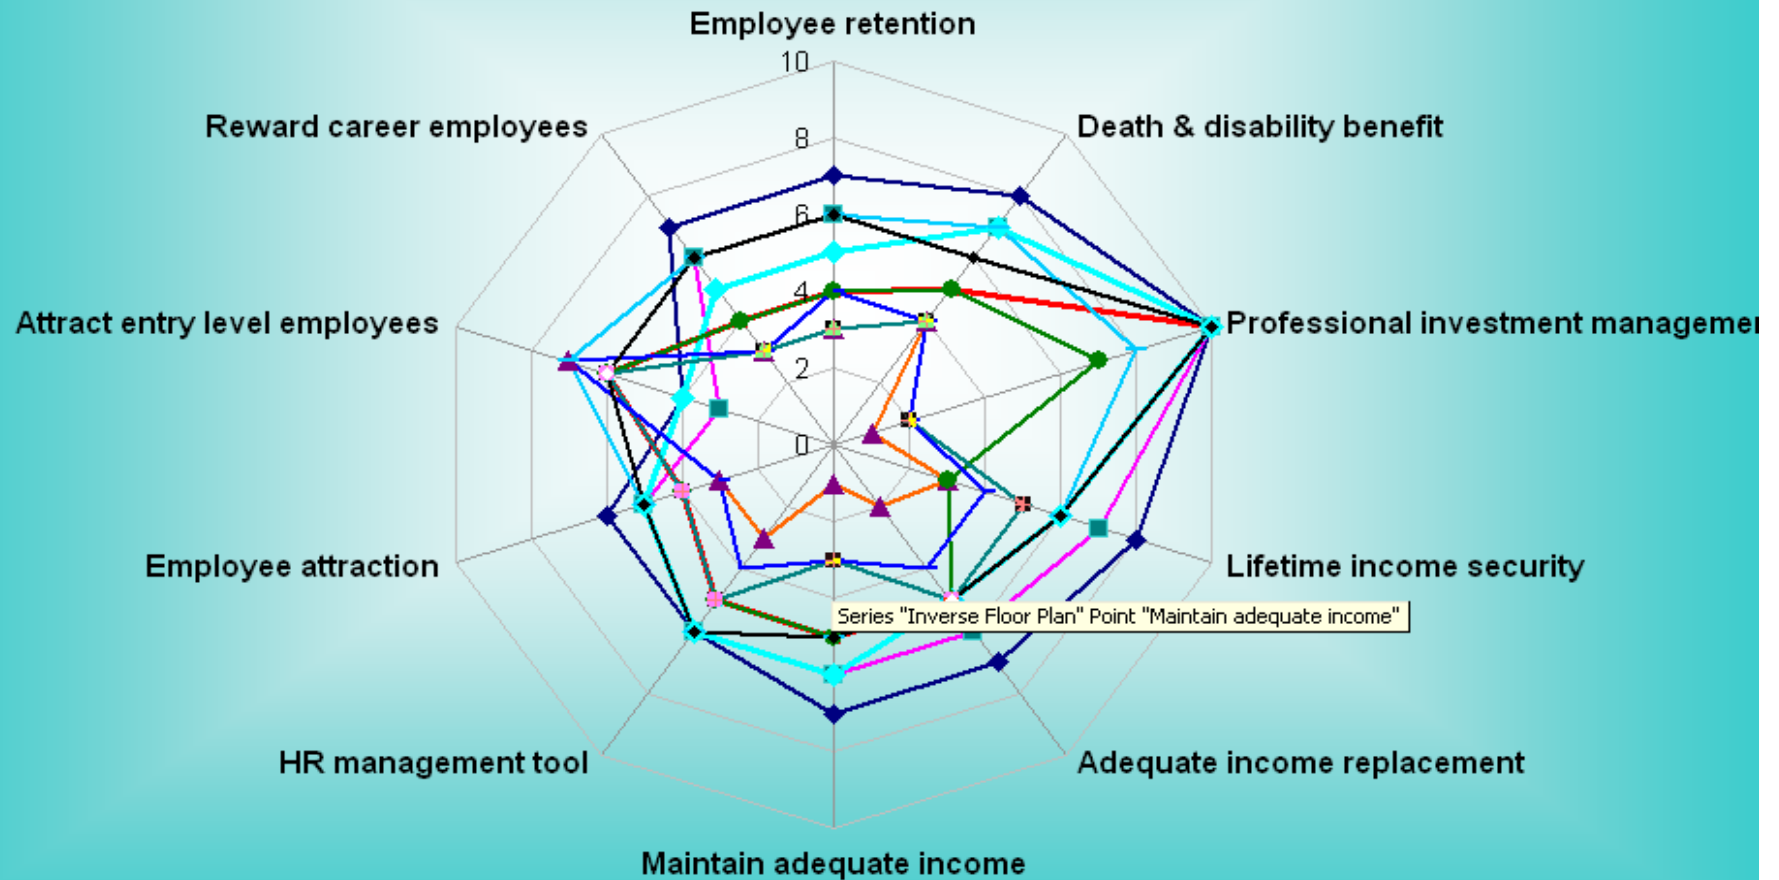 Employee retention
10
Reward career employees
Death & disability benefit
8
6
4
Attract entry level employees
Professional investment managemen
2
0
Employee attraction
Lifetime income security
Series "Inverse Floor Plan" Point "Maintain adequate income"
HR management tool
Adequate income replacement
Maintain adequate income